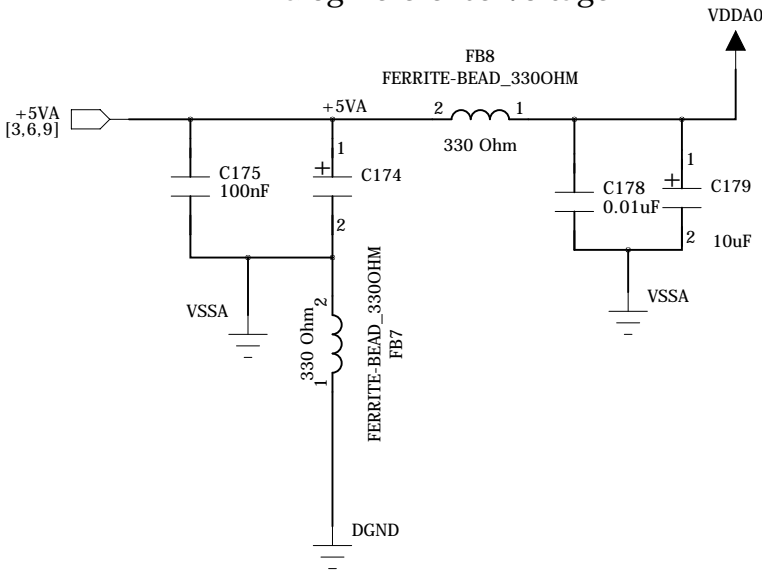 VDDA0
FB8
FERRITE-BEAD_330OHM
+5VA
[3,6,9]
+5VA
2
1
330 Ohm
1
+
C175
100nF
C174
2
1
+
C178
0.01uF
C179
2
10uF
VSSA
VSSA
2
330 Ohm
1
FERRITE-BEAD_330OHM
FB7
DGND